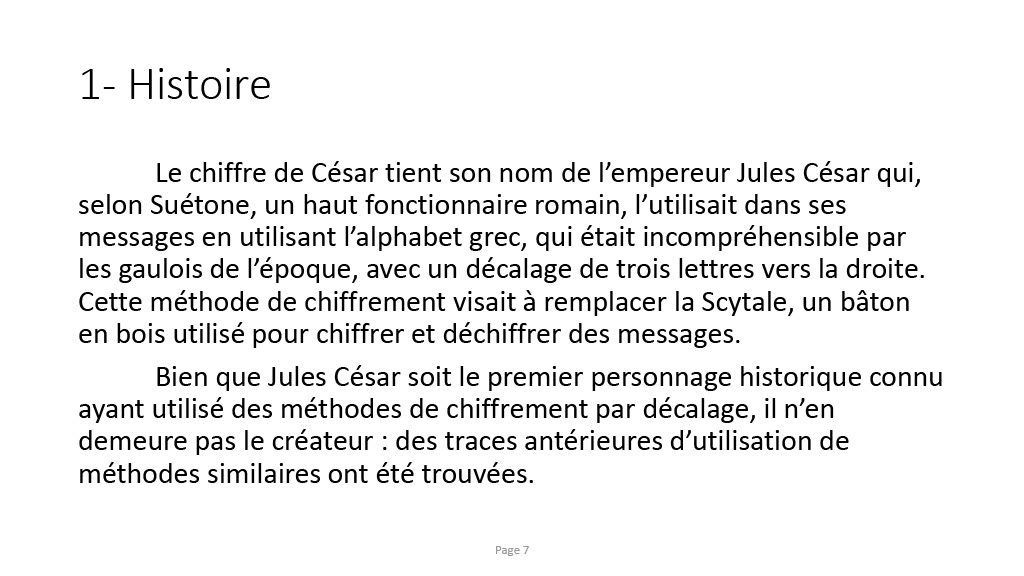 1- Histoire
Le chiffre de César tient son nom de l’empereur Jules César qui,
selon Suétone, un haut fonctionnaire romain, l’utilisait dans ses
messages en utilisant l’alphabet grec, qui était incompréhensible par
les gaulois de l’époque, avec un décalage de trois lettres vers la droite.
Cette méthode de chiffrement visait à remplacer la Scytale, un bâton
en bois utilisé pour chiffrer et déchiffrer des messages.
Bien que Jules César soit le premier personnage historique connu
ayant utilisé des méthodes de chiffrement par décalage, il n’en
demeure pas le créateur : des traces antérieures d’utilisation de
méthodes similaires ont été trouvées.
Page 7